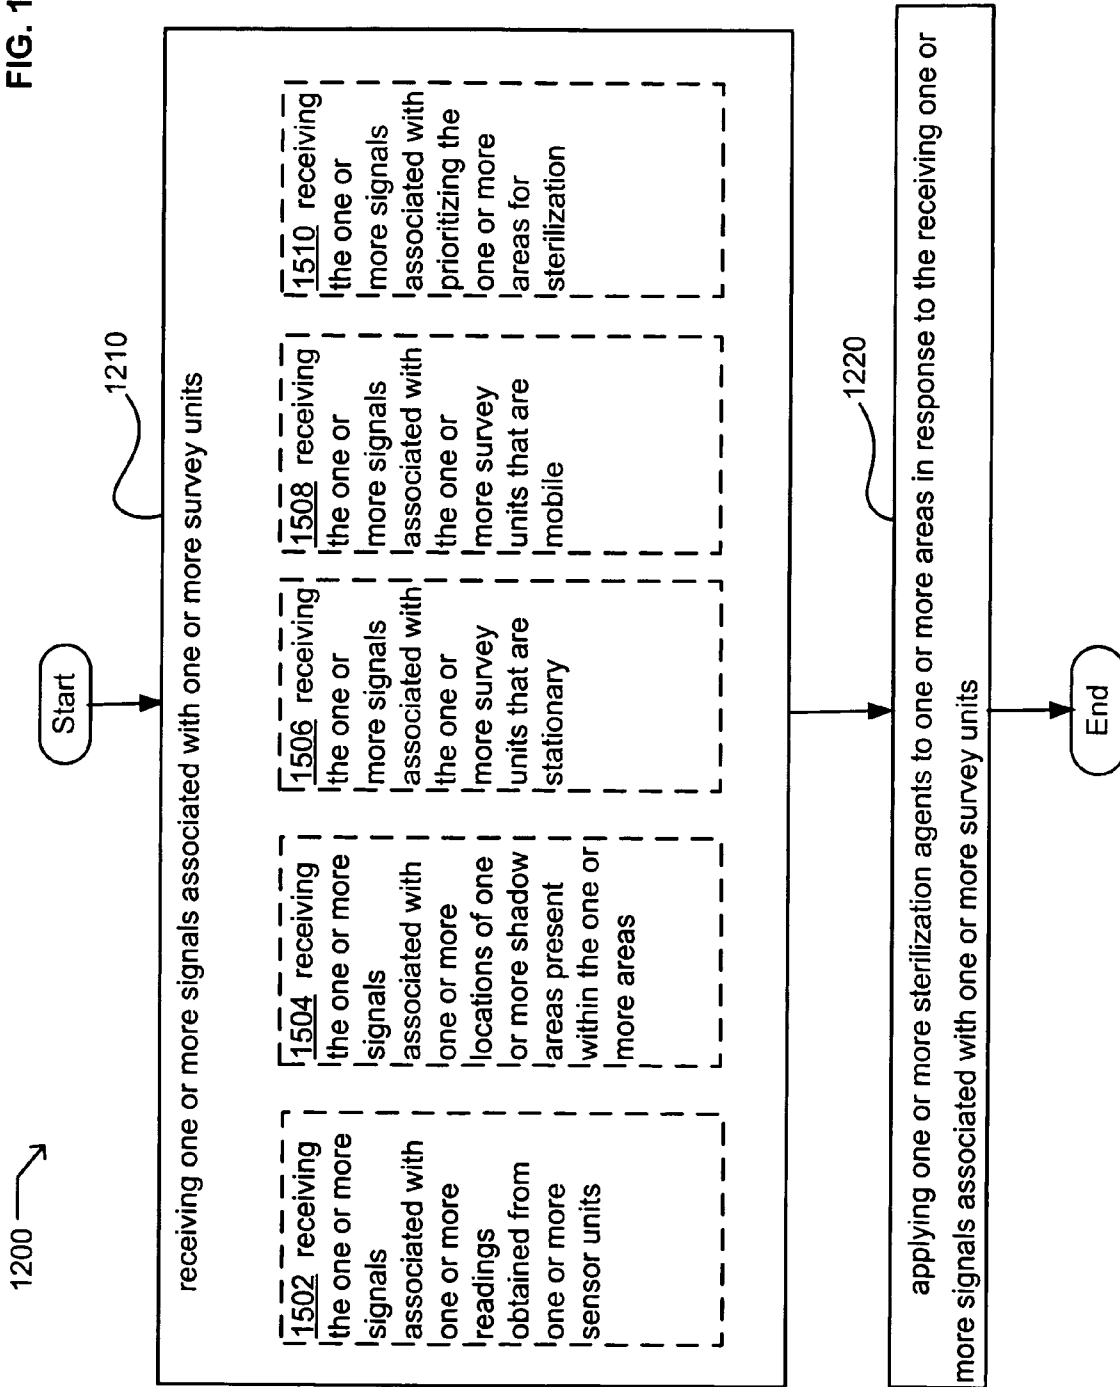 FIG. 1
1200
Start
1210
receiving one or more signals associated with one or more survey units
1502 receiving
the one or more
signals
associated with
one or more
readings
obtained from
one or more
sensor units
1504 receiving
the one or more
signals
associated with
one or more
locations of one
or more shadow
areas present
within the one or
more areas
1506 receiving
the one or
more signals
associated with
the one or
more survey
units that are
stationary
1508 receiving
the one or
more signals
associated with
the one or
more survey
units that are
mobile
1510 receiving
the one or
more signals
associated with
prioritizing the
one or more
areas for
sterilization
1220
applying one or more sterilization agents to one or more areas in response to the receiving one or
more signals associated with one or more survey units
End